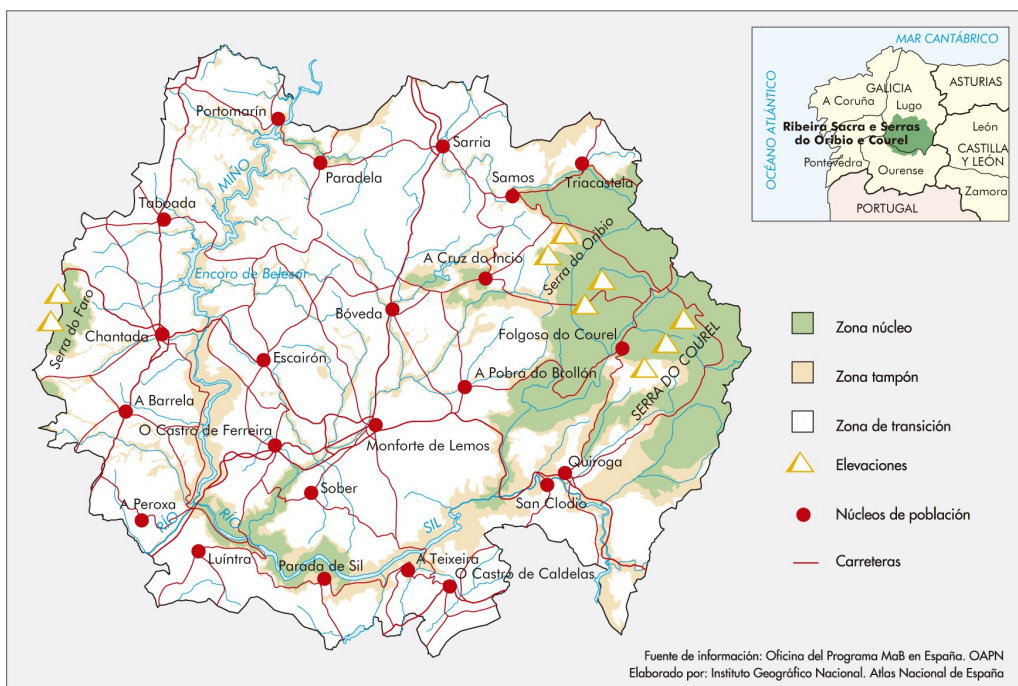 Portomarín
Sarria
Paradela
Samos
Triacastela
MIÑO
Taboada
Encoro de Belesar
A Cruz do Incio
Serra do Oribio
Serra do Faro
Chantada
Bóveda
Folgoso do Courel
Escairón
A Pobra do Brollón
SERRA DO COUREL
A Barrela
O Castro de Ferreira
Monforte de Lemos
Quiroga
Sober
San Clodio
A Peroxa
RÍO
RÍO
SIL
Luíntra
Parada de Sil
A Teixeira
O Castro de Caldelas
MAR CANTÁBRICO
OCÉANO ATLÁNTICO
GALICIA
ASTURIAS
A Coruña
Lugo
Ribeira Sacra e Serras
do Oribio e Courel
León
CASTILLA
Y LEÓN
Pontevedra
Ourense
Zamora
PORTUGAL
Zona núcleo
Zona tampón
Zona de transición
Elevaciones
Núcleos de población
Carreteras
Fuente de información: Oficina del Programa MaB en España. OAPN
Elaborado por: Instituto Geográfico Nacional. Atlas Nacional de España